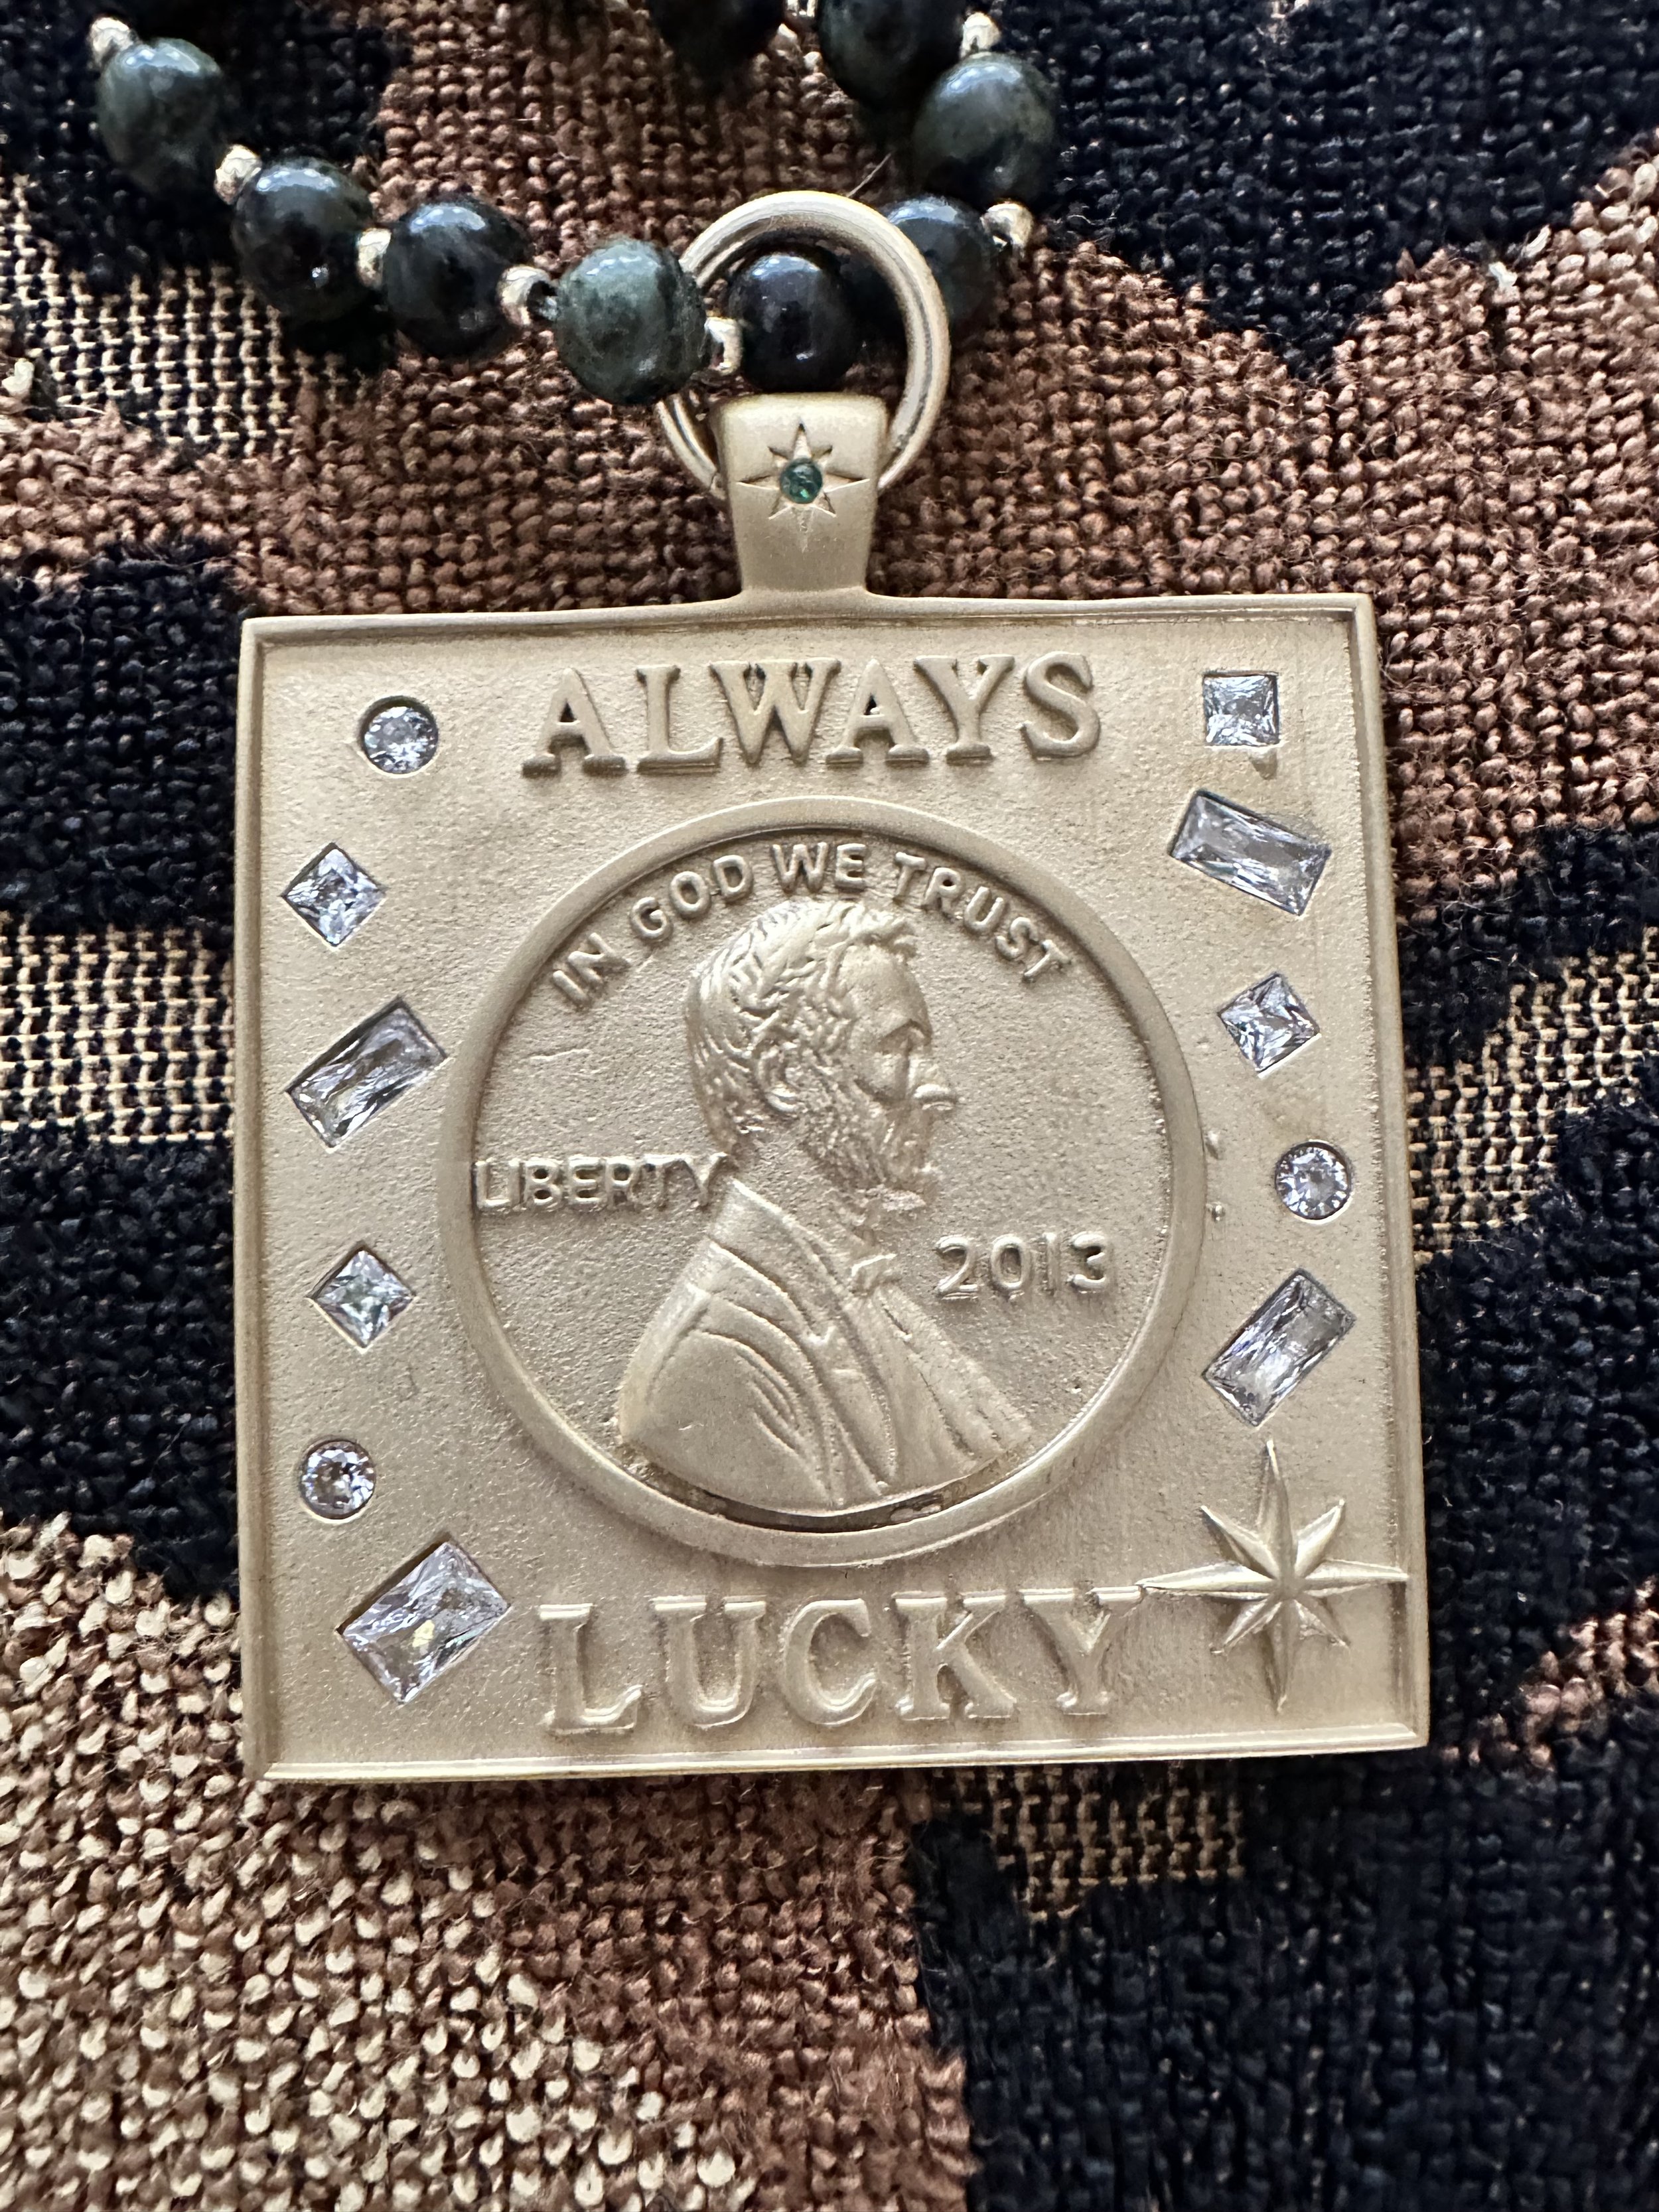 ALWAYS
IN GOD WE TRUST
LIBERTY
2013
LUCKY